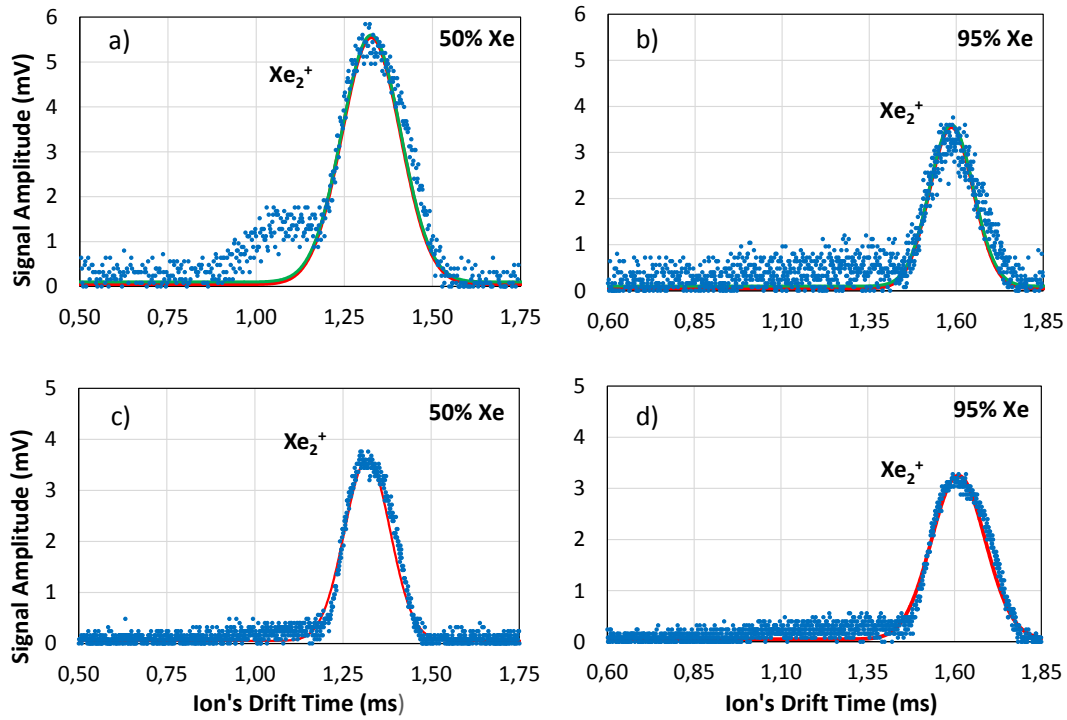 a)
50% Xe
Xe₂⁺
Signal Amplitude (mV)
6
5
4
3
2
1
0
0,50 0,75 1,00 1,25 1,50 1,75
b)
95% Xe
Xe₂⁺
6
5
4
3
2
1
0
0,60 0,85 1,10 1,35 1,60 1,85
c)
50% Xe
Xe₂⁺
Signal Amplitude (mV)
5
4
3
2
1
0
0,50 0,75 1,00 1,25 1,50 1,75
Ion's Drift Time (ms)
d)
95% Xe
Xe₂⁺
5
4
3
2
1
0
0,60 0,85 1,10 1,35 1,60 1,85
Ion's Drift Time (ms)